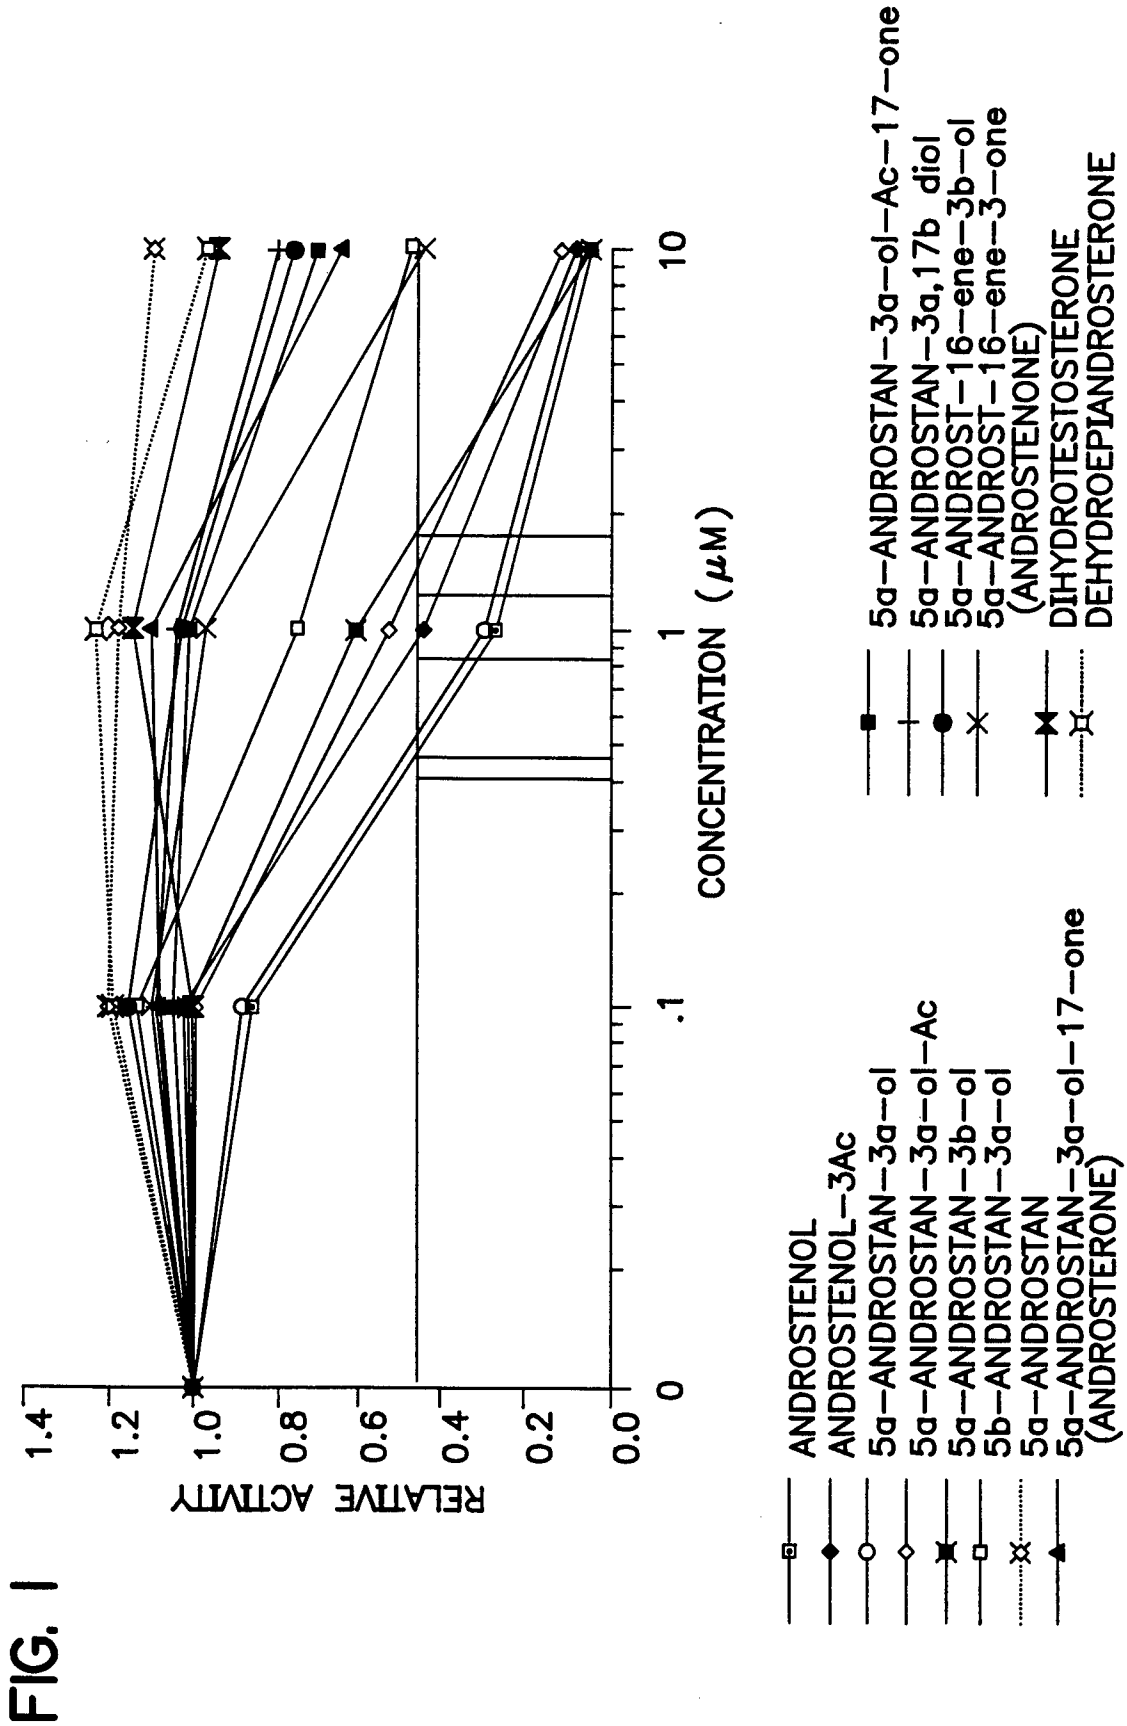 FIG. 1
RELATIVE ACTIVITY
1.4
1.2
1.0
0.8
0.6
0.4
0.2
0.0
0
.1
1
10
CONCENTRATION (μM)
ANDROSTENOL
ANDROSTENOL-3Ac
5a-ANDROSTAN-3a-ol
5a-ANDROSTAN-3a-ol-Ac
5a-ANDROSTAN-3b-ol
5b-ANDROSTAN-3a-ol
5a-ANDROSTAN
5a-ANDROSTAN-3a-ol-17-one
(ANDROSTERONE)
5a-ANDROSTAN-3a-ol-Ac-17-one
5a-ANDROSTAN-3a,17b diol
5a-ANDROST-16-ene-3b-ol
5a-ANDROST-16-ene-3-one
(ANDROSTENONE)
DIHYDROTESTOSTERONE
DEHYDROEPIANDROSTERONE